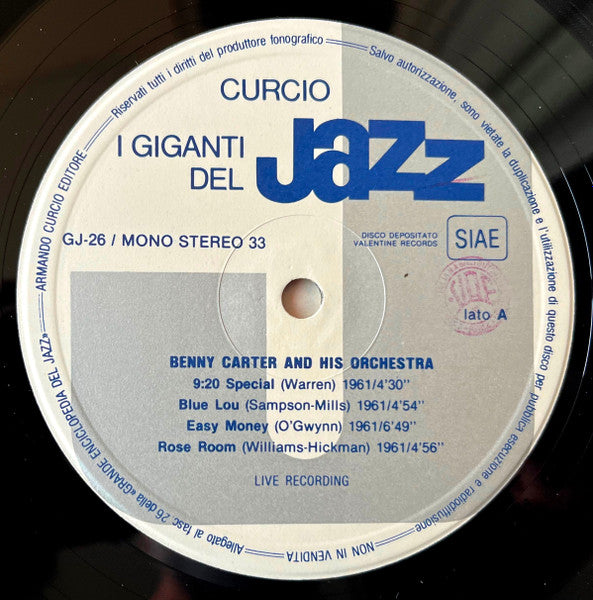 Riservati tutti i diritti del produttore fonografico
Salvo autorizzazione, sono vietate la duplicazione e l'utilizzazione di questo disco per pubblica esecuzione e radiodiffusione
NON IN VENDITA
Allegato al fasc. 26 della «GRANDE ENCICLOPEDIA DEL JAZZ»
ARMANDO CURCIO EDITORE
CURCIO
I GIGANTI
DEL Jazz
GJ-26 / MONO STEREO 33
DISCO DEPOSITATO
VALENTINE RECORDS
SIAE
lato A
BENNY CARTER AND HIS ORCHESTRA
9:20 Special (Warren) 1961/4'30''
Blue Lou (Sampson-Mills) 1961/4'54''
Easy Money (O'Gwynn) 1961/6'49''
Rose Room (Williams-Hickman) 1961/4'56''
LIVE RECORDING